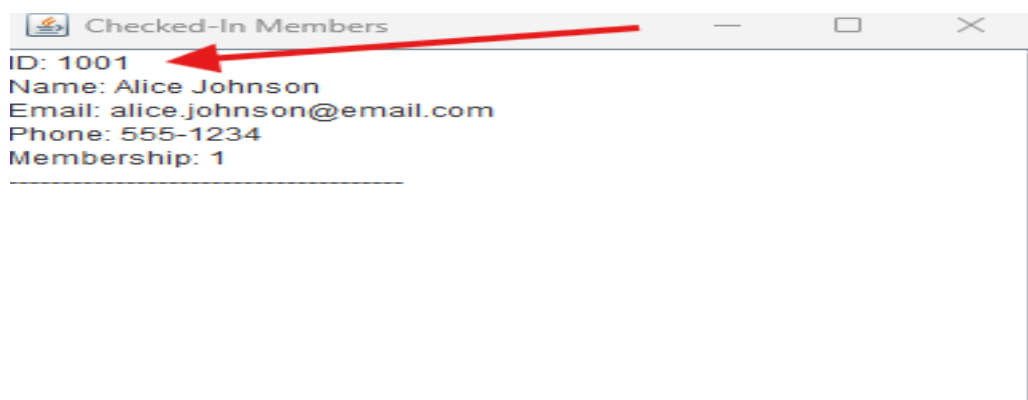 Checked-In Members
ID: 1001
Name: Alice Johnson
Email: alice.johnson@email.com
Phone: 555-1234
Membership: 1
----------------------------------------